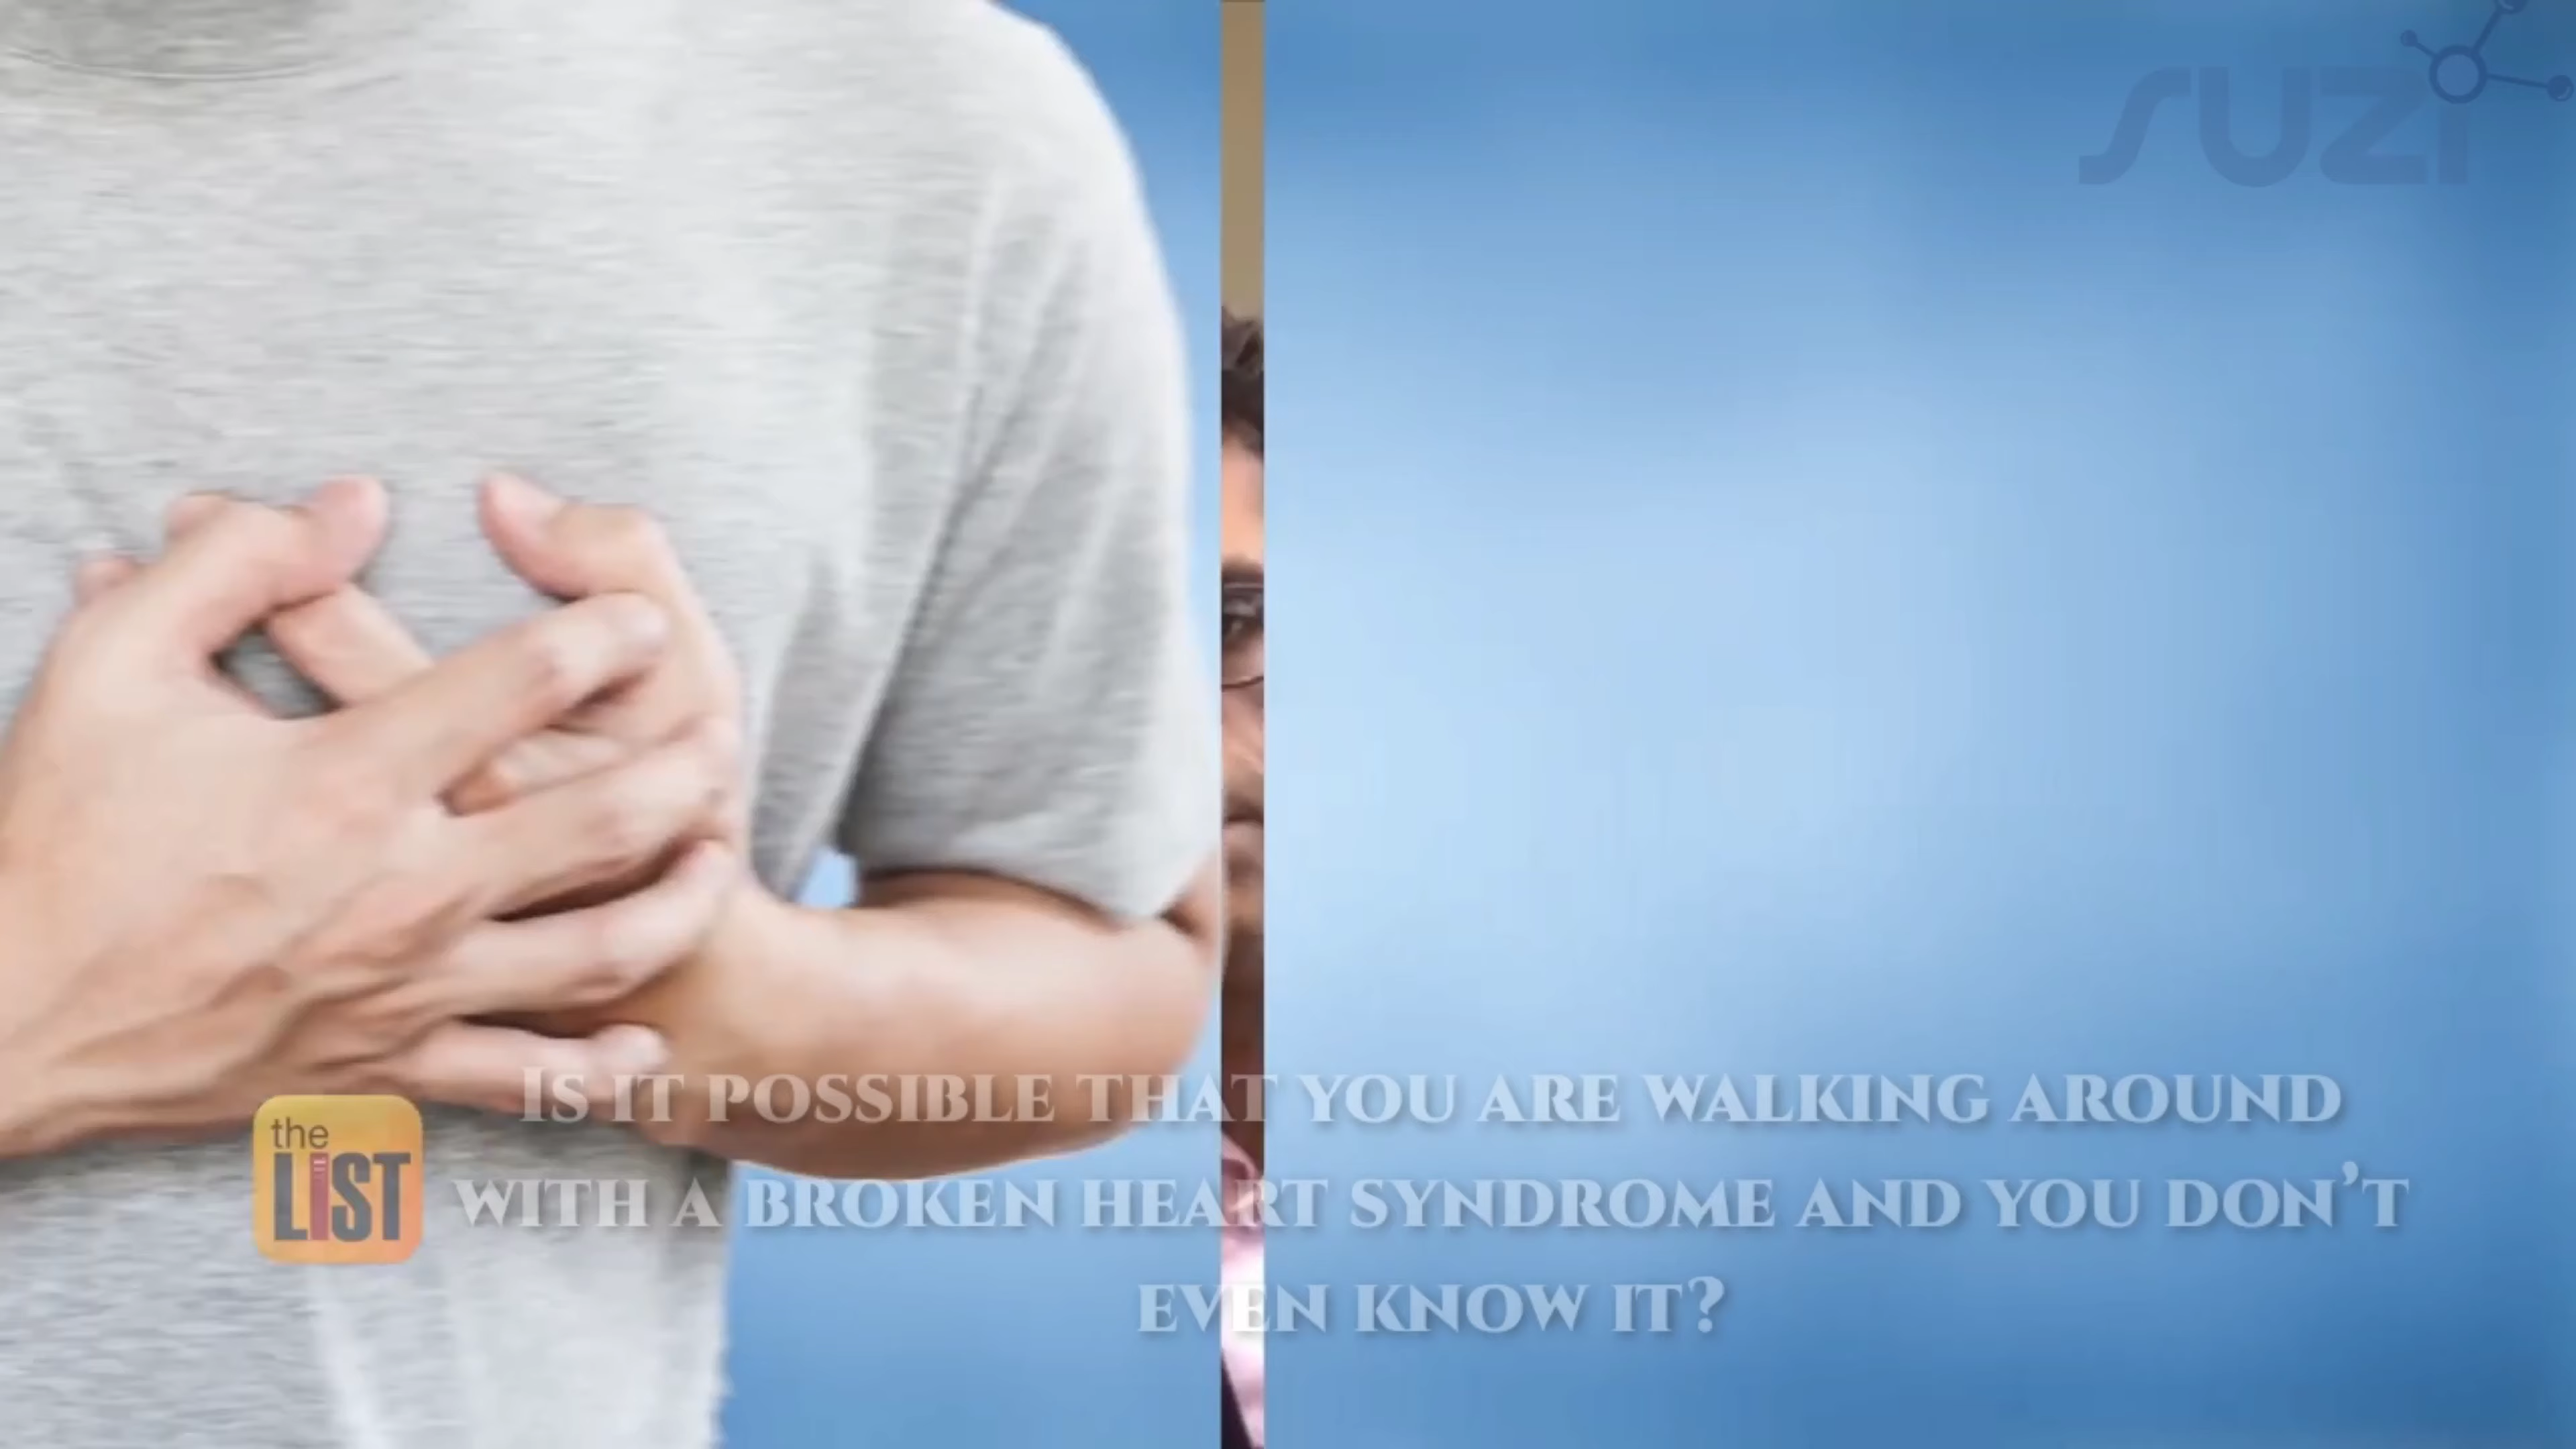 SUZI
IS IT POSSIBLE THAT YOU ARE WALKING AROUND
the
LIST
WITH A BROKEN HEART SYNDROME AND YOU DON'T
EVEN KNOW IT?